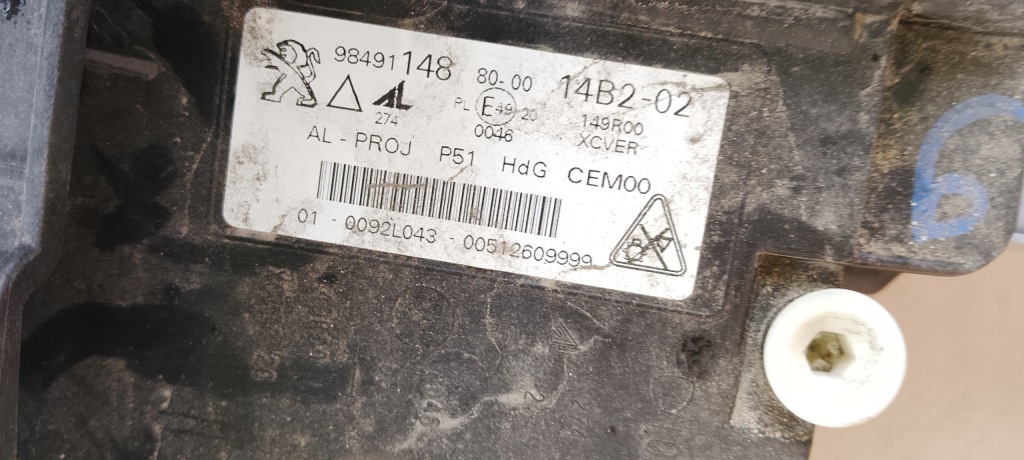 98491148 80-00 14B2-02
AL
274
PL E49 20
0046
149R00
XCVER
AL - PROJ P51 HdG CEM00
01 - 0092L043 - 00512609999